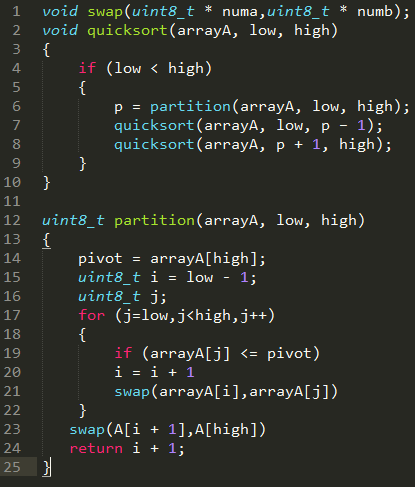 1 void swap(uint8_t * numa,uint8_t * numb);
2 void quicksort(arrayA, low, high)
3 {
4     if (low < high)
5     {
6         p = partition(arrayA, low, high);
7         quicksort(arrayA, low, p - 1);
8         quicksort(arrayA, p + 1, high);
9     }
10 }
11
12 uint8_t partition(arrayA, low, high)
13 {
14     pivot = arrayA[high];
15     uint8_t i = low - 1;
16     uint8_t j;
17     for (j=low,j<high,j++)
18     {
19         if (arrayA[j] <= pivot)
20         i = i + 1
21         swap(arrayA[i],arrayA[j])
22     }
23    swap(A[i + 1],A[high])
24    return i + 1;
25 }